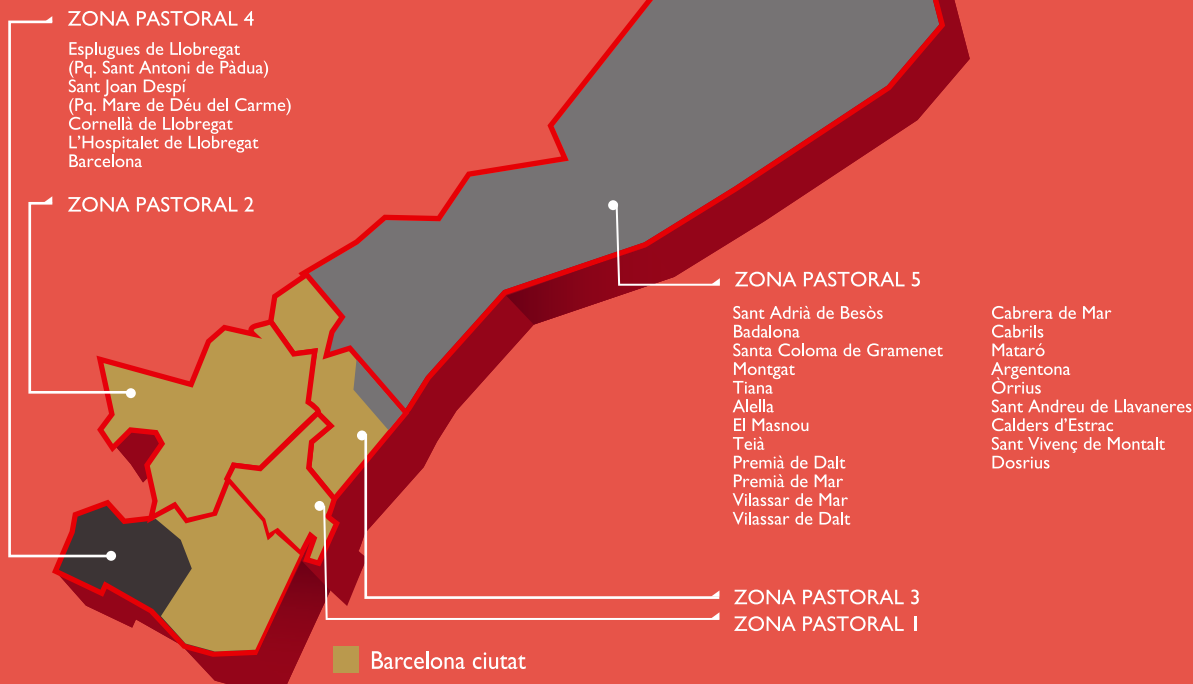 ZONA PASTORAL 4
Esplugues de Llobregat
(Pq. Sant Antoni de Pàdua)
Sant Joan Despí
(Pq. Mare de Déu del Carme)
Cornellà de Llobregat
L'Hospitalet de Llobregat
Barcelona
ZONA PASTORAL 2
ZONA PASTORAL 5
Sant Adrià de Besòs
Badalona
Santa Coloma de Gramenet
Montgat
Tiana
Alella
El Masnou
Teià
Premià de Dalt
Premià de Mar
Vilassar de Mar
Vilassar de Dalt
Cabrera de Mar
Cabrils
Mataró
Argentona
Òrrius
Sant Andreu de Llavaneres
Calders d'Estrac
Sant Vivenç de Montalt
Dosrius
ZONA PASTORAL 3
ZONA PASTORAL 1
Barcelona ciutat